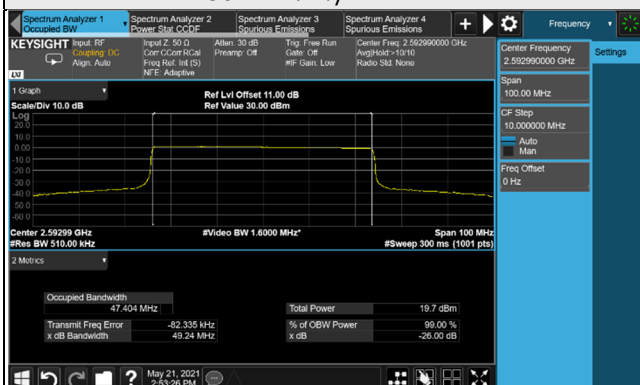 Spectrum Analyzer 1
Occupied BW
Spectrum Analyzer 2
Power Stat CCDF
Spectrum Analyzer 3
Spurious Emissions
Spectrum Analyzer 4
Spurious Emissions
+
Frequency
KEYSIGHT
Input: RF
Coupling: DC
Align: Auto
Input Z: 50 Ω
Corr CCorr RCal
Freq Ref: Int (S)
NFE: Adaptive
Atten: 30 dB
Preamp: Off
Trig: Free Run
Gate: Off
#IF Gain: Low
Center Freq: 2.592990000 GHz
Avg|Hold:>10/10
Radio Std: None
LXI
Center Frequency
2.592990000 GHz
Settings
Span
100.00 MHz
CF Step
10.000000 MHz
Auto
Man
Freq Offset
0 Hz
1 Graph
Scale/Div 10.0 dB
Ref Lvl Offset 11.00 dB
Ref Value 30.00 dBm
Log
20.0
10.0
0.00
-10.0
-20.0
-30.0
-40.0
-50.0
-60.0
Center 2.59299 GHz
#Res BW 510.00 kHz
#Video BW 1.6000 MHz*
Span 100 MHz
#Sweep 300 ms (1001 pts)
2 Metrics
Occupied Bandwidth
47.404 MHz
Total Power 19.7 dBm
Transmit Freq Error -82.335 kHz
x dB Bandwidth 49.24 MHz
% of OBW Power 99.00 %
x dB -26.00 dB
?
May 21, 2021
2:53:26 PM